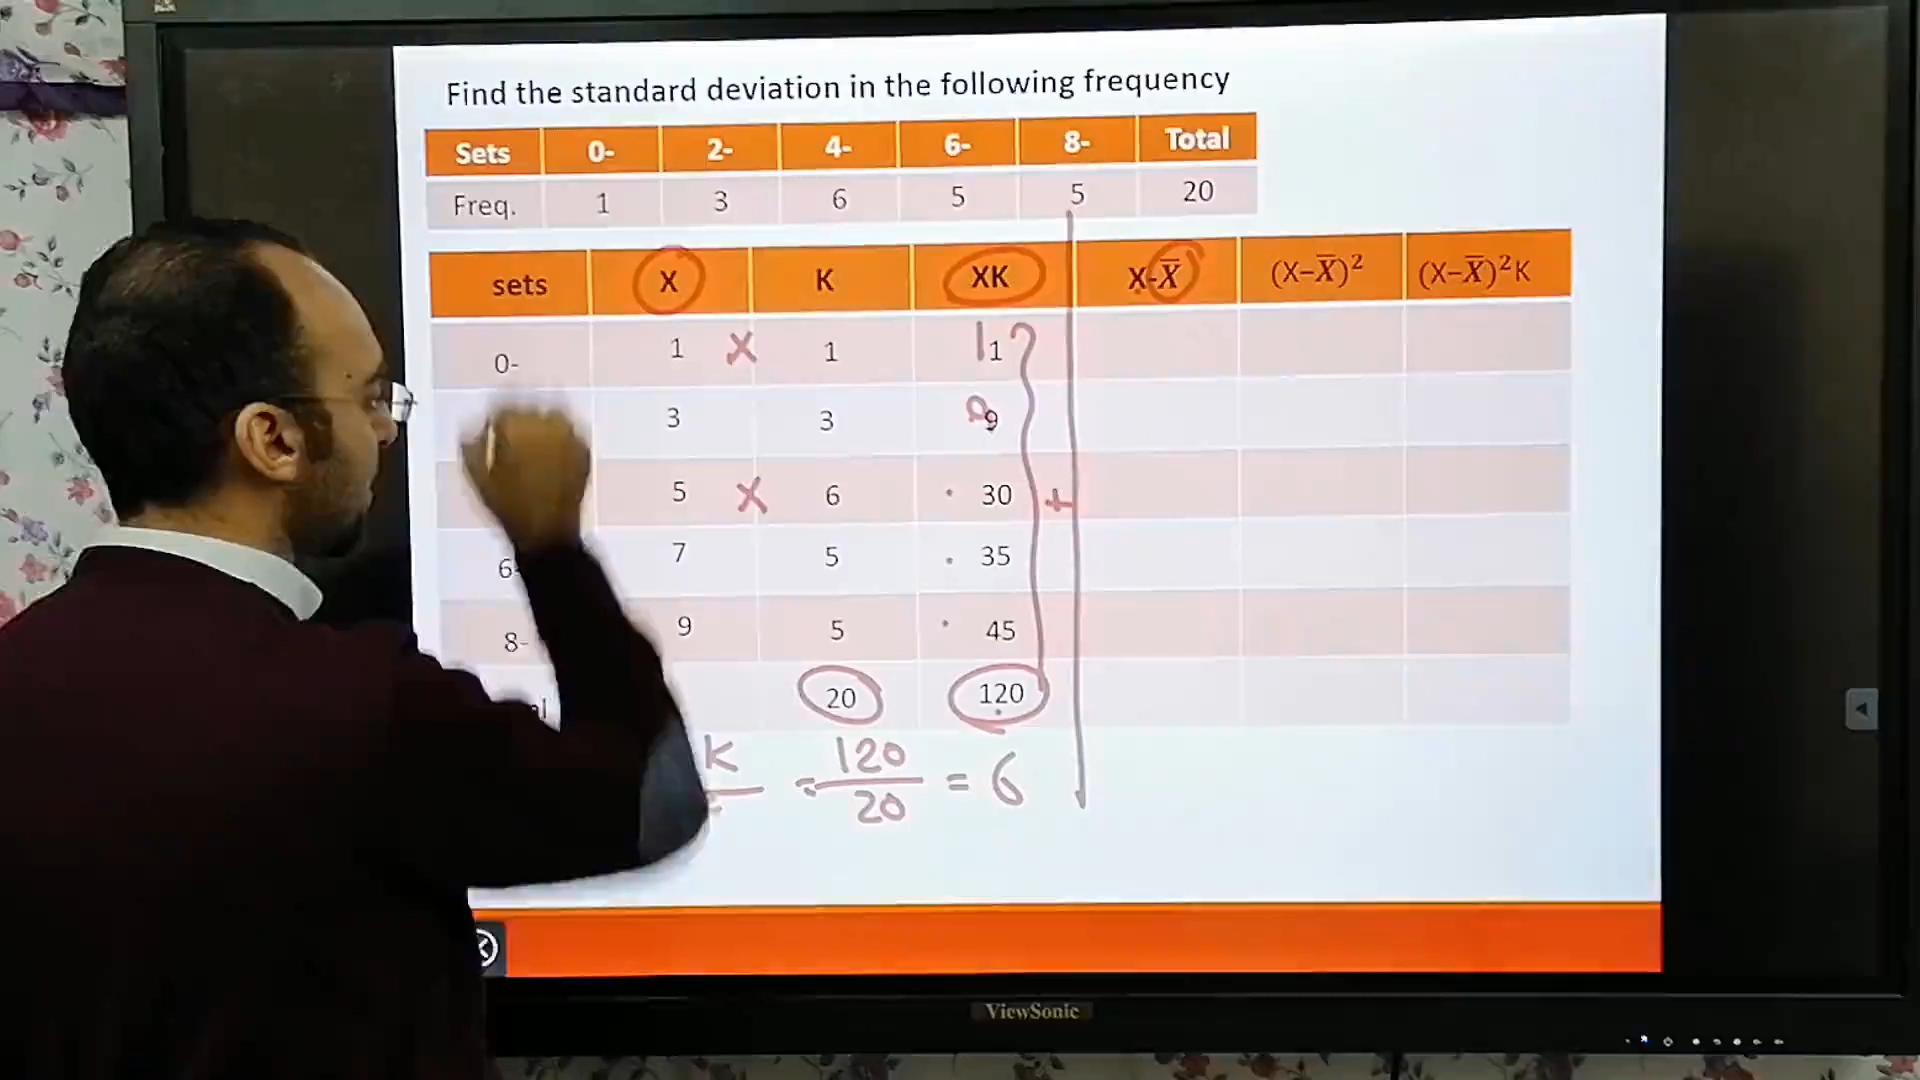 Find the standard deviation in the following frequency
Sets 0- 2- 4- 6- 8- Total
Freq. 1 3 6 5 5 20
sets X K XK X-X̄ (X-X̄)² (X-X̄)²K
0- 1 X 1 1 1
3 3 9 9
5 X 6 30 +
6- 7 5 35
8- 9 5 45
20 120
K = 120 = 6
20
ViewSonic